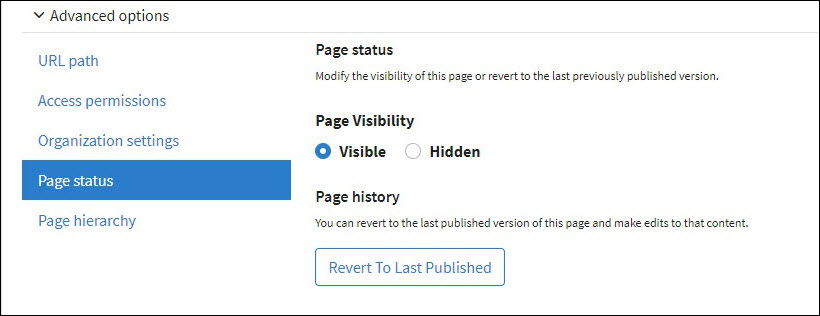 Advanced options
URL path
Access permissions
Organization settings
Page status
Page hierarchy
Page status
Modify the visibility of this page or revert to the last previously published version.
Page Visibility
Visible Hidden
Page history
You can revert to the last published version of this page and make edits to that content.
Revert To Last Published